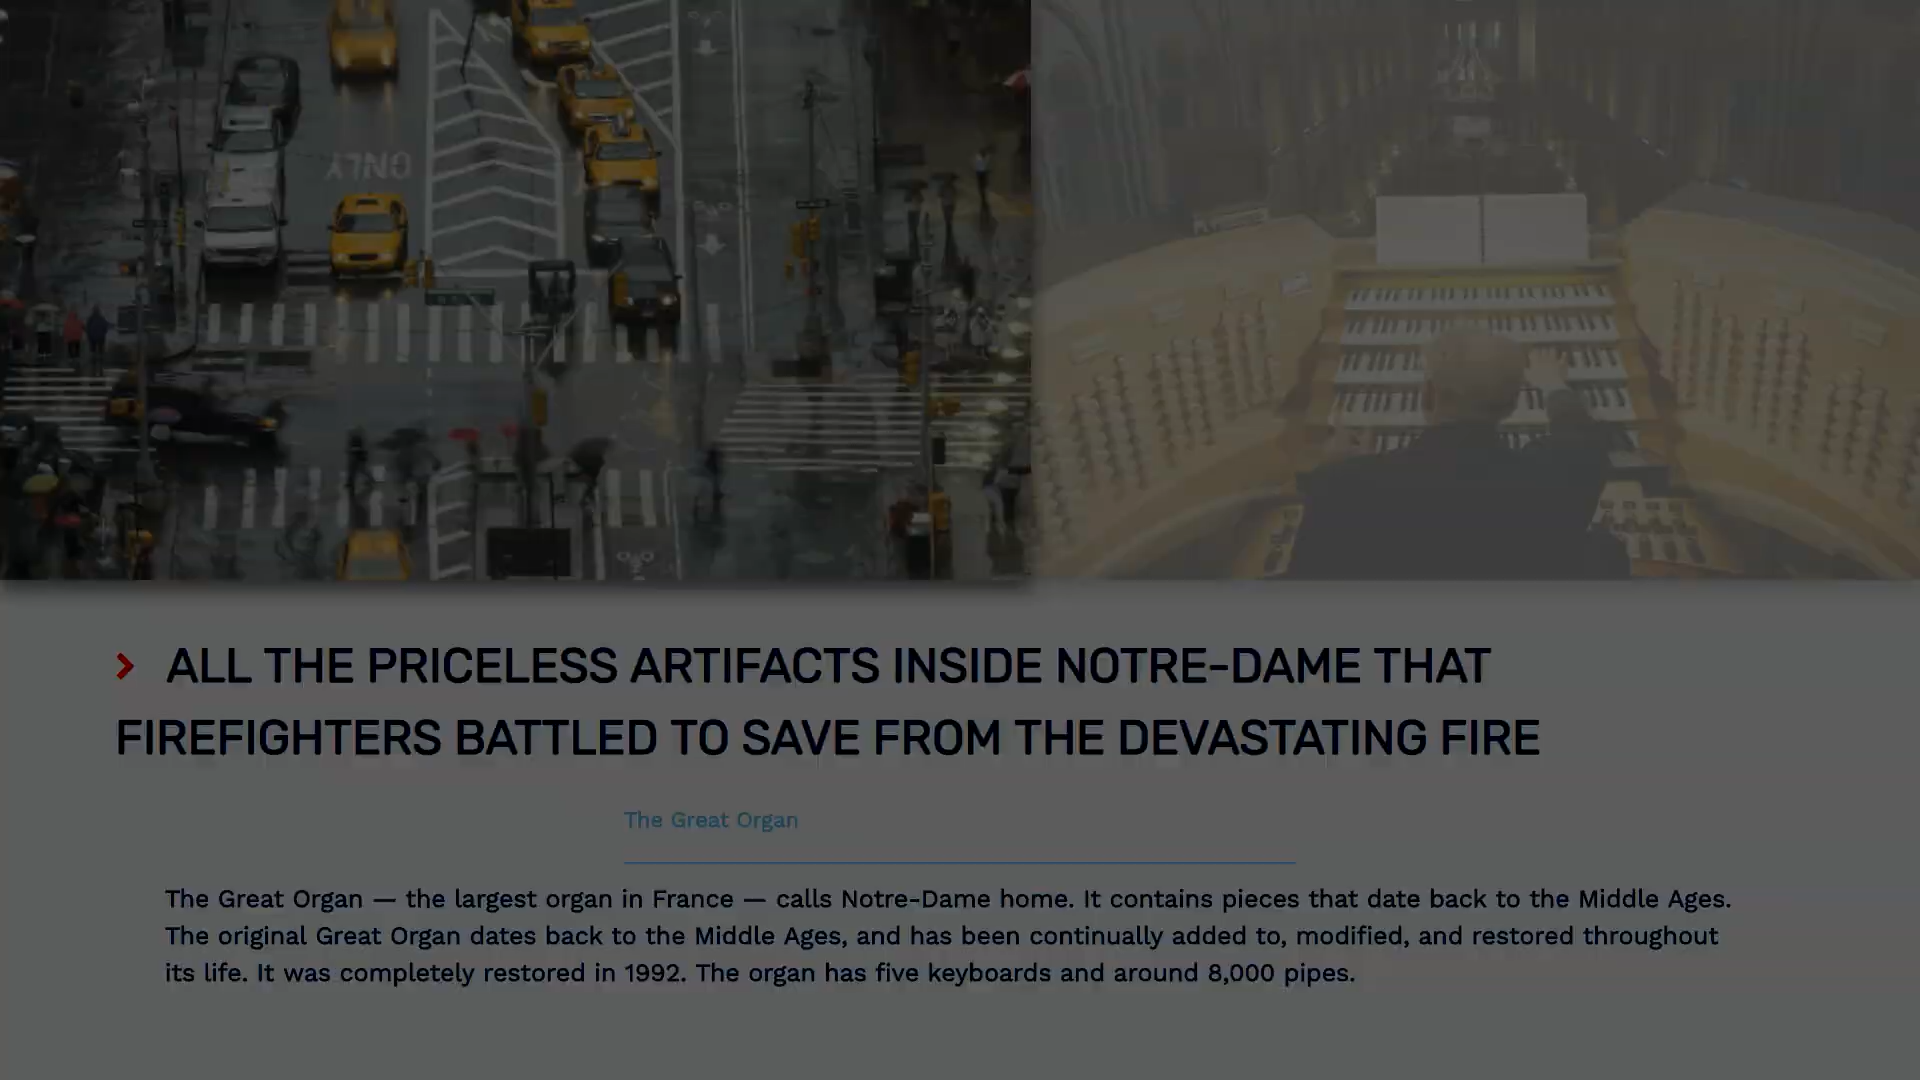 ONLY
ALL THE PRICELESS ARTIFACTS INSIDE NOTRE-DAME THAT
FIREFIGHTERS BATTLED TO SAVE FROM THE DEVASTATING FIRE
The Great Organ
The Great Organ — the largest organ in France — calls Notre-Dame home. It contains pieces that date back to the Middle Ages.
The original Great Organ dates back to the Middle Ages, and has been continually added to, modified, and restored throughout
its life. It was completely restored in 1992. The organ has five keyboards and around 8,000 pipes.